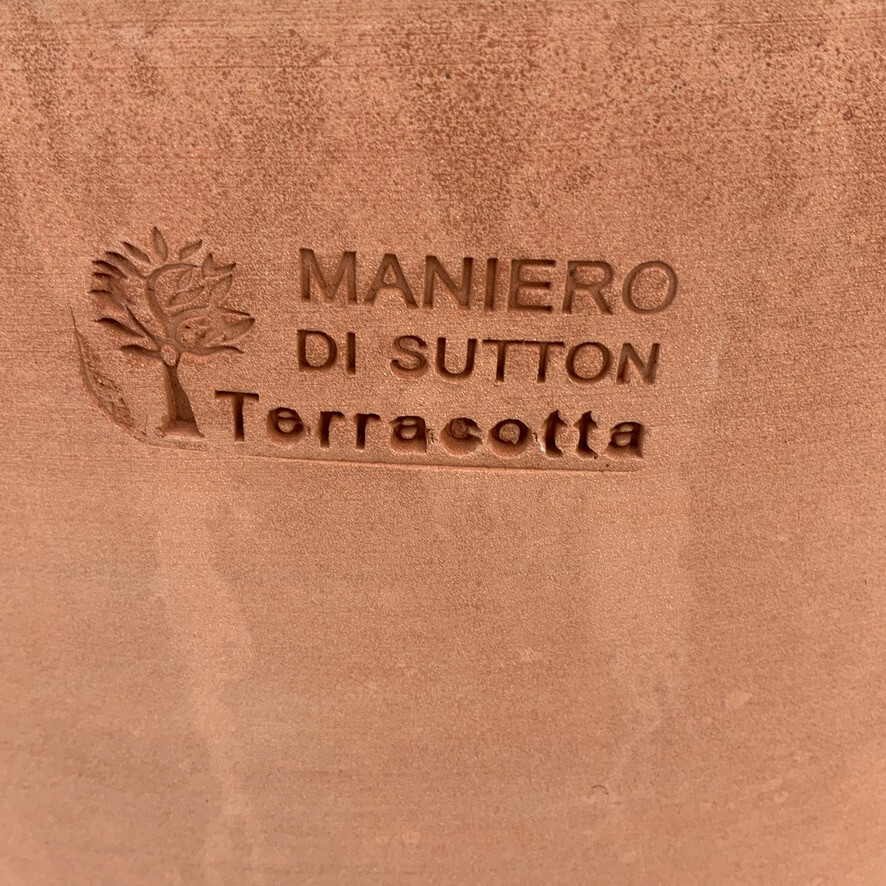 MANIERO
DI SUTTON
Terracotta